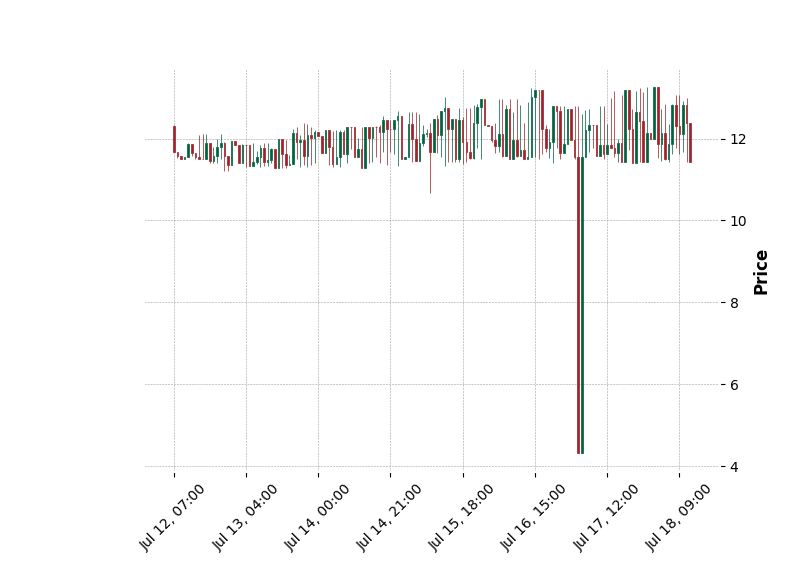 12
10
8
6
4
Price
Jul 12, 07:00
Jul 13, 04:00
Jul 14, 00:00
Jul 14, 21:00
Jul 15, 18:00
Jul 16, 15:00
Jul 17, 12:00
Jul 18, 09:00